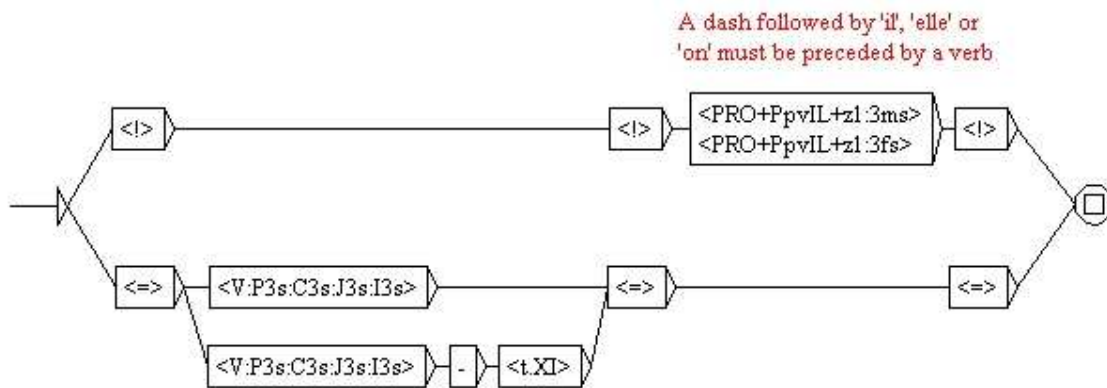 A dash followed by 'il', 'elle' or
'on' must be preceded by a verb
<!> <!> <PRO+PpvIL+z1:3ms> <!>
<PRO+PpvIL+z1:3fs>
<=> <V:P3s:C3s:J3s:I3s> <=> <=>
<V:P3s:C3s:J3s:I3s> - <t.XI>